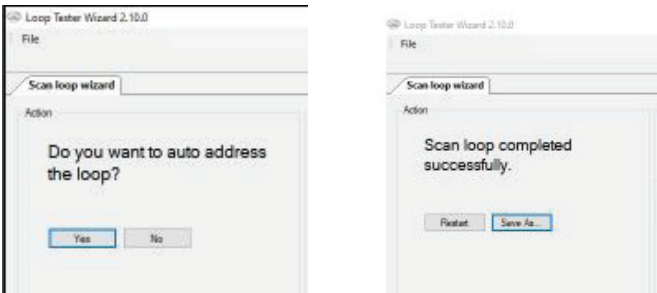 Loop Tester Wizard 2.10.0
File
Scan loop wizard
Action
Do you want to auto address
the loop?
Yes No
Loop Tester Wizard 2.10.0
File
Scan loop wizard
Action
Scan loop completed
successfully.
Restart Save As...